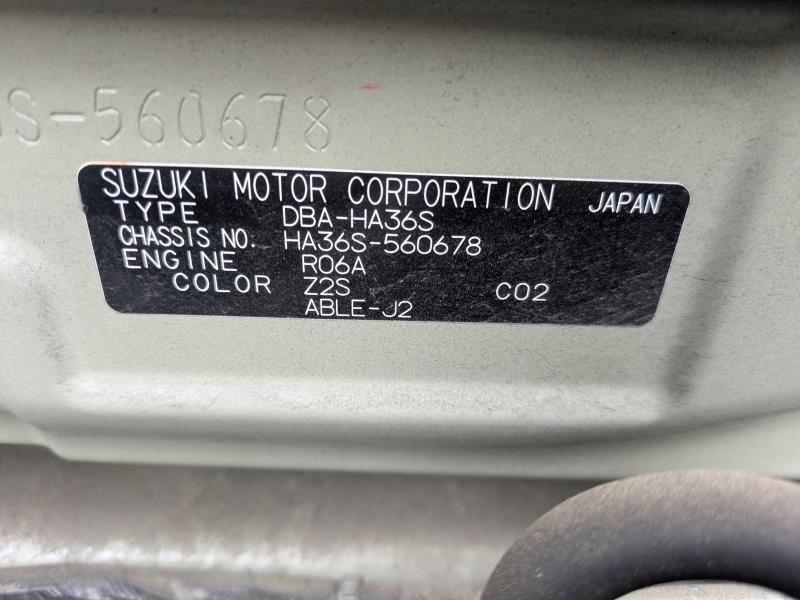 S-560678
SUZUKI MOTOR CORPORATION JAPAN
TYPE DBA-HA36S
CHASSIS NO. HA36S-560678
ENGINE R06A
COLOR Z2S C02
ABLE-J2